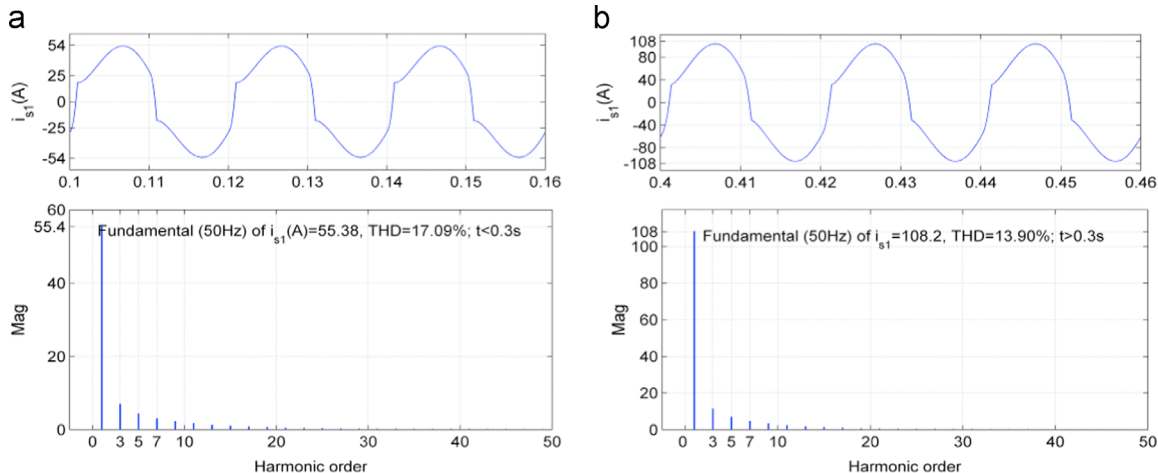 a
54
25
0
-25
-54
i_s1(A)
0.1 0.11 0.12 0.13 0.14 0.15 0.16
60
55.4
40
20
0
Mag
Fundamental (50Hz) of i_s1(A)=55.38, THD=17.09%; t<0.3s
0 3 5 7 10 20 30 40 50
Harmonic order
b
108
80
40
0
-40
-80
-108
i_s1(A)
0.4 0.41 0.42 0.43 0.44 0.45 0.46
108
100
80
60
40
20
0
Mag
Fundamental (50Hz) of i_s1=108.2, THD=13.90%; t>0.3s
0 3 5 7 10 20 30 40 50
Harmonic order